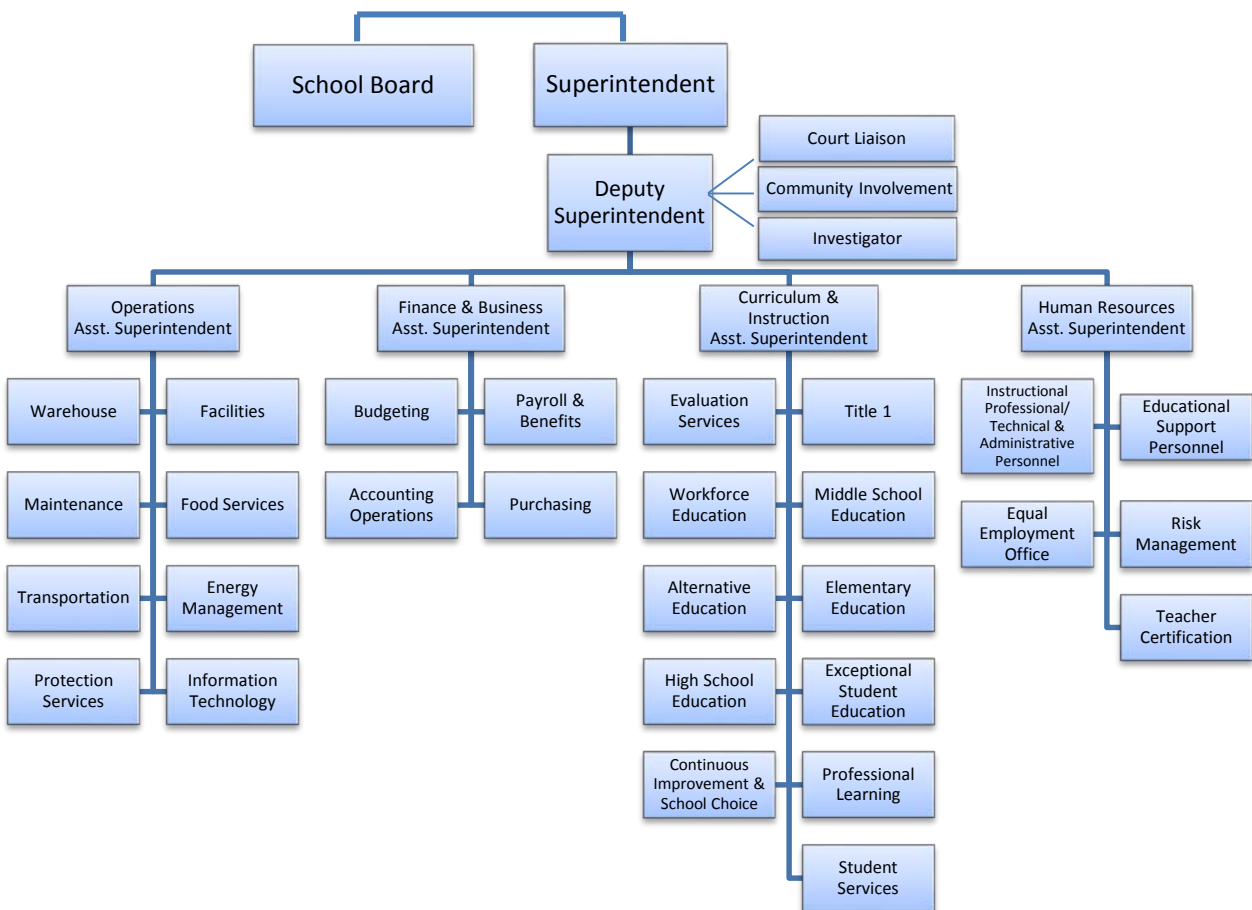 School Board
Superintendent
Deputy
Superintendent
Court Liaison
Community Involvement
Investigator
Operations
Asst. Superintendent
Finance & Business
Asst. Superintendent
Curriculum &
Instruction
Asst. Superintendent
Human Resources
Asst. Superintendent
Warehouse
Facilities
Maintenance
Food Services
Transportation
Energy
Management
Protection
Services
Information
Technology
Budgeting
Payroll &
Benefits
Accounting
Operations
Purchasing
Evaluation
Services
Title 1
Workforce
Education
Middle School
Education
Alternative
Education
Elementary
Education
High School
Education
Exceptional
Student
Education
Continuous
Improvement &
School Choice
Professional
Learning
Student
Services
Instructional
Professional/
Technical &
Administrative
Personnel
Educational
Support
Personnel
Equal
Employment
Office
Risk
Management
Teacher
Certification